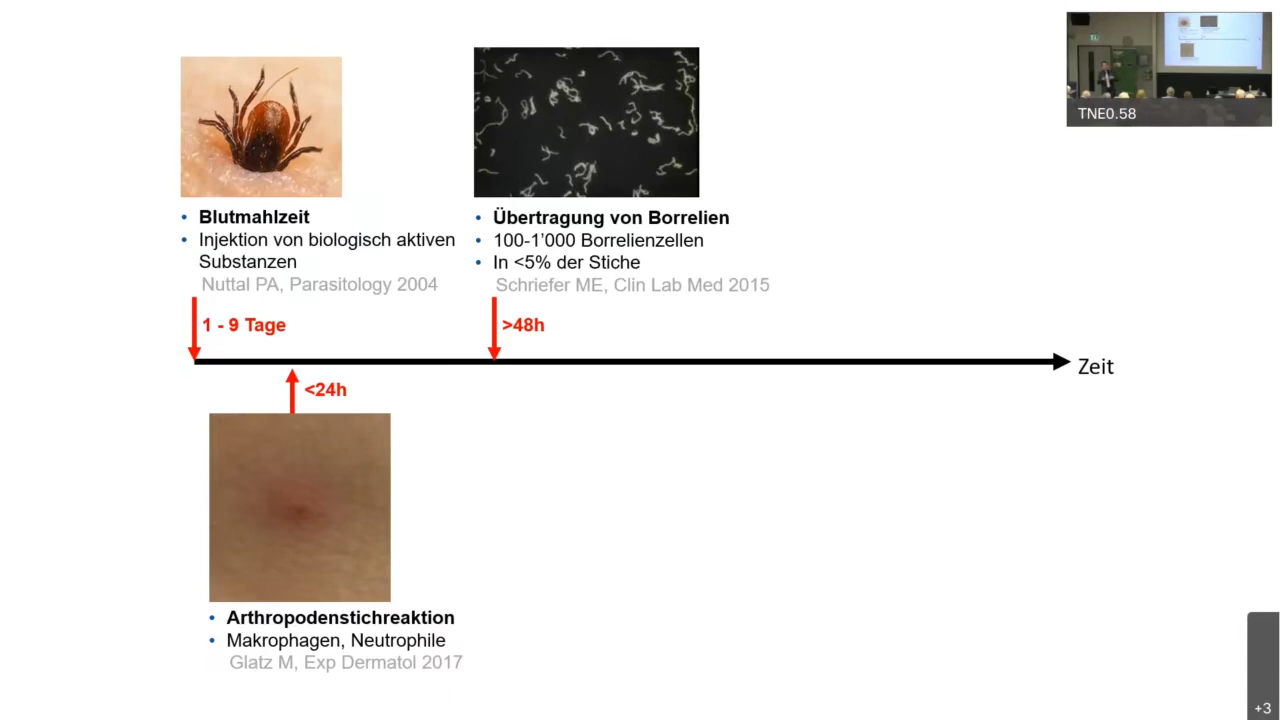 TNE0.58
Blutmahlzeit
Injektion von biologisch aktiven
Substanzen
Nuttal PA, Parasitology 2004
Übertragung von Borrelien
100-1’000 Borrelienzellen
In <5% der Stiche
Schriefer ME, Clin Lab Med 2015
1 - 9 Tage
>48h
Zeit
<24h
Arthropodenstichreaktion
Makrophagen, Neutrophile
Glatz M, Exp Dermatol 2017
+3